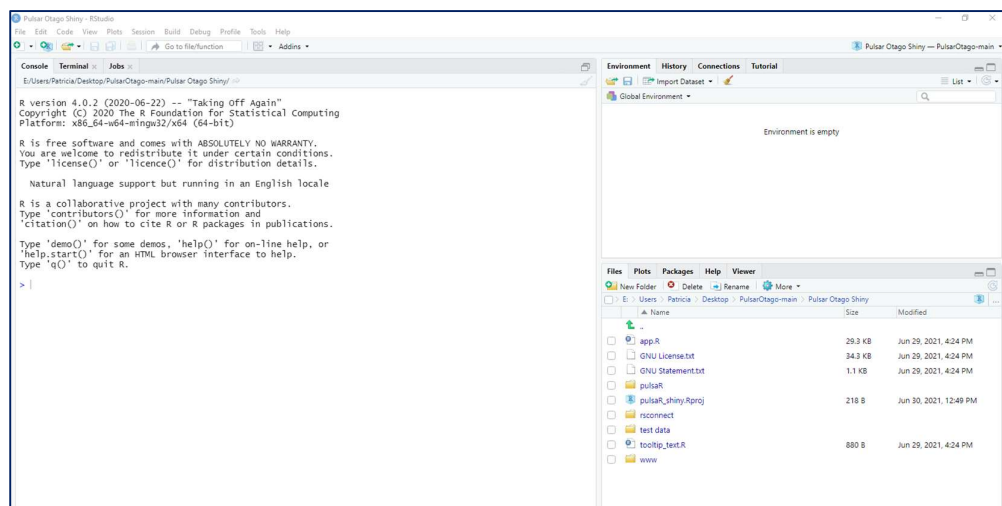 Pulsar Otago Shiny - RStudio
File Edit Code View Plots Session Build Debug Profile Tools Help
Go to file/function Addins Pulsar Otago Shiny — PulsarOtago-main
Console Terminal Jobs
E:/Users/Patricia/Desktop/PulsarOtago-main/Pulsar Otago Shiny/
R version 4.0.2 (2020-06-22) -- "Taking Off Again"
Copyright (C) 2020 The R Foundation for Statistical Computing
Platform: x86_64-w64-mingw32/x64 (64-bit)
R is free software and comes with ABSOLUTELY NO WARRANTY.
You are welcome to redistribute it under certain conditions.
Type 'license()' or 'licence()' for distribution details.
Natural language support but running in an English locale
R is a collaborative project with many contributors.
Type 'contributors()' for more information and
'citation()' on how to cite R or R packages in publications.
Type 'demo()' for some demos, 'help()' for on-line help, or
'help.start()' for an HTML browser interface to help.
Type 'q()' to quit R.
>
Environment History Connections Tutorial
Import Dataset List
Global Environment
Environment is empty
Files Plots Packages Help Viewer
New Folder Delete Rename More
E: Users Patricia Desktop PulsarOtago-main Pulsar Otago Shiny ...
Name Size Modified
..
app.R 29.3 KB Jun 29, 2021, 4:24 PM
GNU License.txt 34.3 KB Jun 29, 2021, 4:24 PM
GNU Statement.txt 1.1 KB Jun 29, 2021, 4:24 PM
pulsaR
pulsaR_shiny.Rproj 218 B Jun 30, 2021, 12:49 PM
rsconnect
test data
tooltip_text.R 880 B Jun 29, 2021, 4:24 PM
www